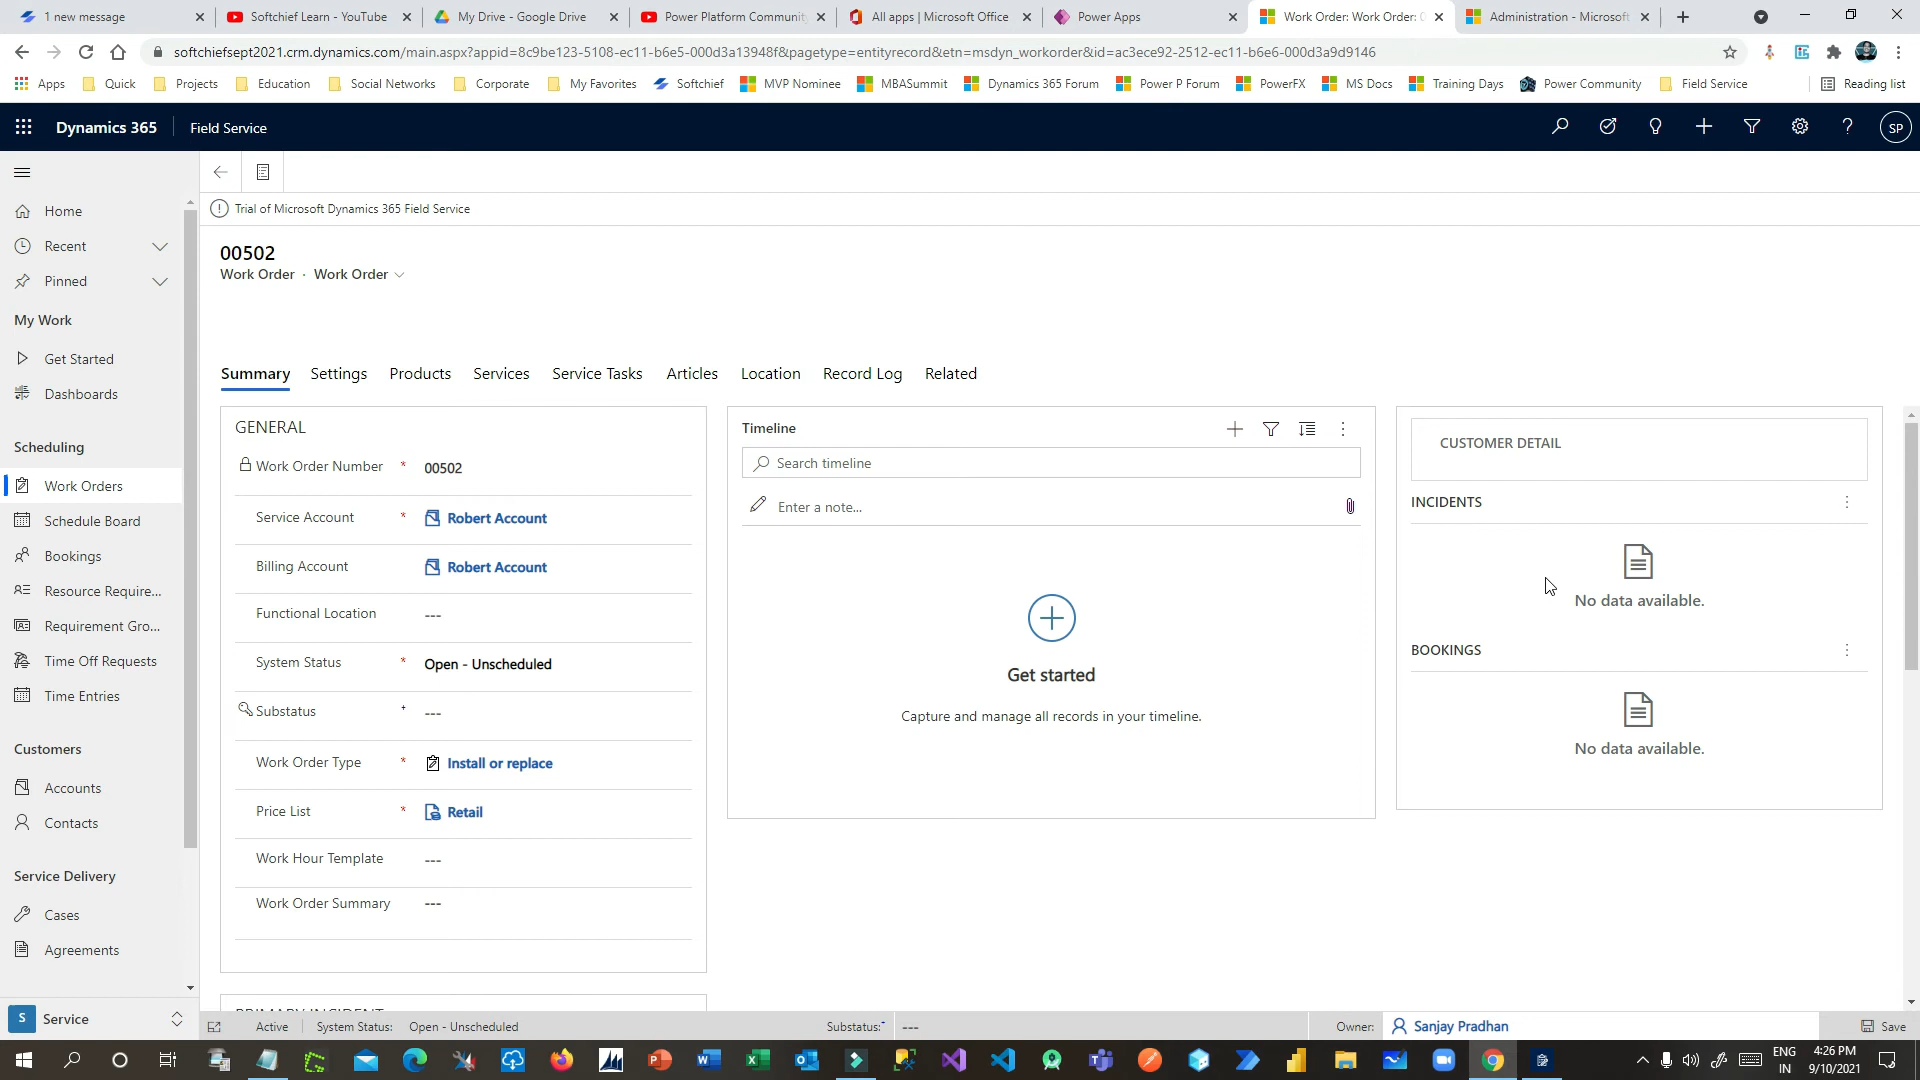 1 new message
Softchief Learn - YouTube
My Drive - Google Drive
Power Platform Communit
All apps | Microsoft Office
Power Apps
Work Order: Work Order: 0
Administration - Microsoft
softchiefsept2021.crm.dynamics.com/main.aspx?appid=8c9be123-5108-ec11-b6e5-000d3a13948f&pagetype=entityrecord&etn=msdyn_workorder&id=ac3ece92-2512-ec11-b6e6-000d3a9d9146
Apps Quick Projects Education Social Networks Corporate My Favorites Softchief MVP Nominee MBASummit Dynamics 365 Forum Power P Forum PowerFX MS Docs Training Days Power Community Field Service Reading list
Dynamics 365 Field Service SP
Home
Recent
Pinned
My Work
Get Started
Dashboards
Scheduling
Work Orders
Schedule Board
Bookings
Resource Require...
Requirement Gro...
Time Off Requests
Time Entries
Customers
Accounts
Contacts
Service Delivery
Cases
Agreements
S Service
Trial of Microsoft Dynamics 365 Field Service
00502
Work Order · Work Order
Summary Settings Products Services Service Tasks Articles Location Record Log Related
GENERAL
Work Order Number * 00502
Service Account * Robert Account
Billing Account * Robert Account
Functional Location ---
System Status * Open - Unscheduled
Substatus + ---
Work Order Type * Install or replace
Price List * Retail
Work Hour Template ---
Work Order Summary ---
PRIMARY INCIDENT
Timeline
Search timeline
Enter a note...
Get started
Capture and manage all records in your timeline.
CUSTOMER DETAIL
INCIDENTS
No data available.
BOOKINGS
No data available.
Active System Status: Open - Unscheduled Substatus:+ --- Owner: Sanjay Pradhan Save
ENG
IN
4:26 PM
9/10/2021